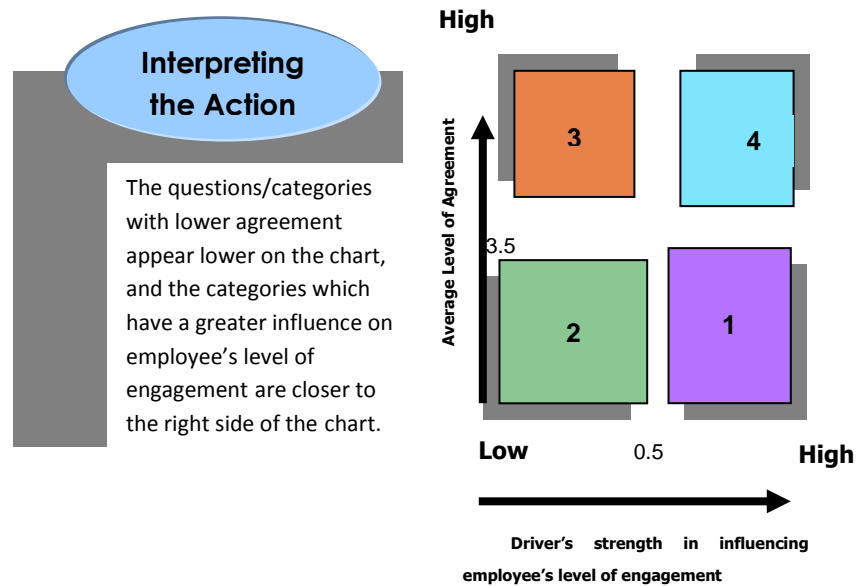 Interpreting
the Action
The questions/categories
with lower agreement
appear lower on the chart,
and the categories which
have a greater influence on
employee's level of
engagement are closer to
the right side of the chart.
High
Average Level of Agreement
3
4
3.5
2
1
Low
0.5
High
Driver's strength in influencing
employee's level of engagement